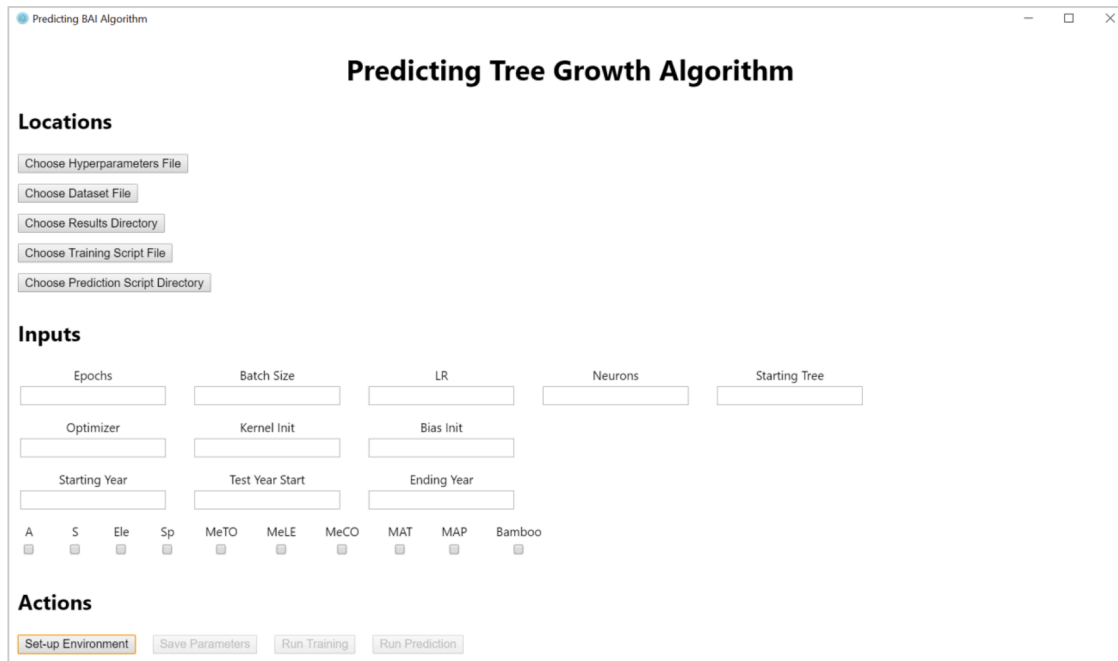 Predicting BAI Algorithm
Predicting Tree Growth Algorithm
Locations
Choose Hyperparameters File
Choose Dataset File
Choose Results Directory
Choose Training Script File
Choose Prediction Script Directory
Inputs
Epochs Batch Size LR Neurons Starting Tree
Optimizer Kernel Init Bias Init
Starting Year Test Year Start Ending Year
A S Ele Sp MeTO MeLE MeCO MAT MAP Bamboo
Actions
Set-up Environment Save Parameters Run Training Run Prediction